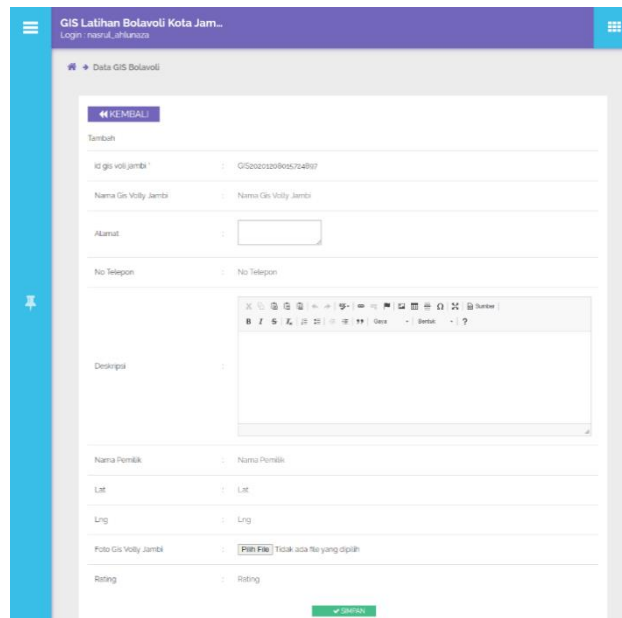 GIS Latihan Bolavoli Kota Jam...
Login : nasrul_ahlunaza
Data GIS Bolavoli
KEMBALI
Tambah
id gis voli jambi * : GIS20201208015724897
Nama Gis Volly Jambi : Nama Gis Volly Jambi
Alamat :
No Telepon : No Telepon
Sumber
B I S Gaya Bentuk ?
Deskripsi :
Nama Pemilik : Nama Pemilik
Lat : Lat
Lng : Lng
Foto Gis Volly Jambi : Pilih File Tidak ada file yang dipilih
Rating : Rating
SIMPAN